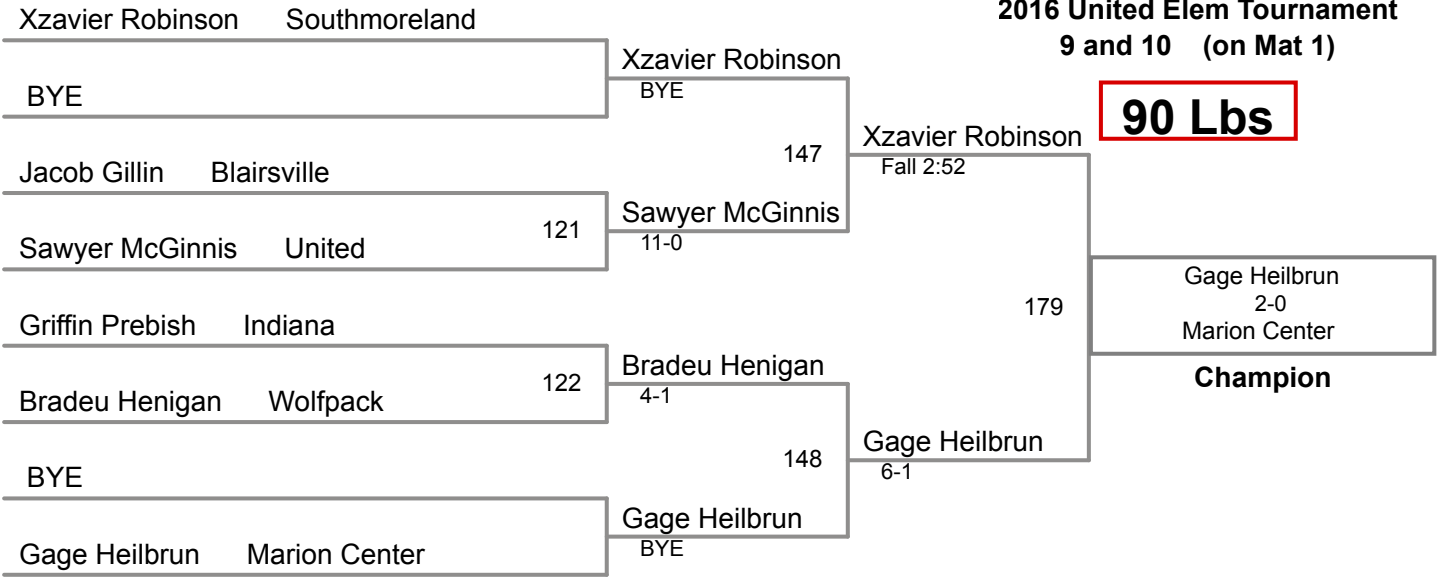 2016 United Elem Tournament
9 and 10 (on Mat 1)
90 Lbs
Xzavier Robinson Southmoreland
BYE
Jacob Gillin Blairsville
Sawyer McGinnis United
121
Griffin Prebish Indiana
Bradeu Henigan Wolfpack
122
BYE
Gage Heilbrun Marion Center
Xzavier Robinson
BYE
147
Sawyer McGinnis
11-0
Bradeu Henigan
4-1
148
Gage Heilbrun
BYE
Xzavier Robinson
Fall 2:52
179
Gage Heilbrun
6-1
Gage Heilbrun
2-0
Marion Center
Champion